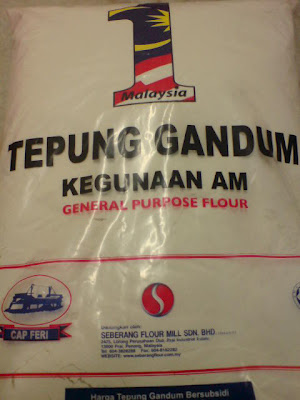 1
Malaysia
TEPUNG GANDUM
KEGUNAAN AM
GENERAL PURPOSE FLOUR
CAP FERI
S
SEBERANG FLOUR MILL SDN. BHD.
Harga Tepung Gandum Bersubsidi